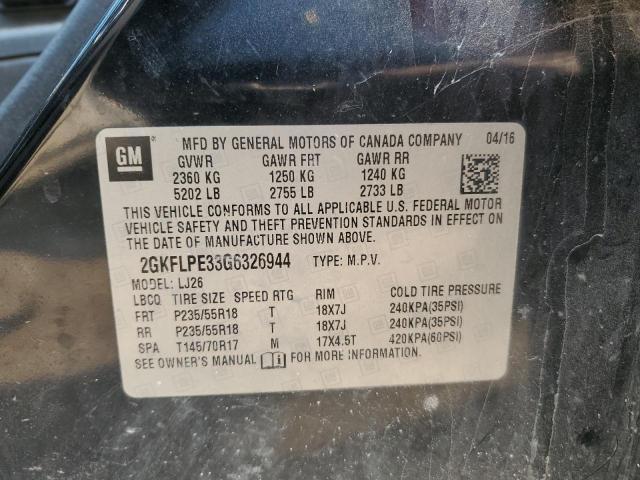 GM
MFD BY GENERAL MOTORS OF CANADA COMPANY 04/16
GVWR GAWR FRT GAWR RR
2360 KG 1250 KG 1240 KG
5202 LB 2755 LB 2733 LB
THIS VEHICLE CONFORMS TO ALL APPLICABLE U.S. FEDERAL MOTOR
VEHICLE SAFETY AND THEFT PREVENTION STANDARDS IN EFFECT ON
THE DATE OF MANUFACTURE SHOWN ABOVE.
2GKFLPE33G6326944 TYPE: M.P.V.
MODEL: LJ26
LBCQ TIRE SIZE SPEED RTG RIM COLD TIRE PRESSURE
FRT P235/55R18 T 18X7J 240KPA(35PSI)
RR P235/55R18 T 18X7J 240KPA(35PSI)
SPA T145/70R17 M 17X4.5T 420KPA(60PSI)
SEE OWNER'S MANUAL FOR MORE INFORMATION.